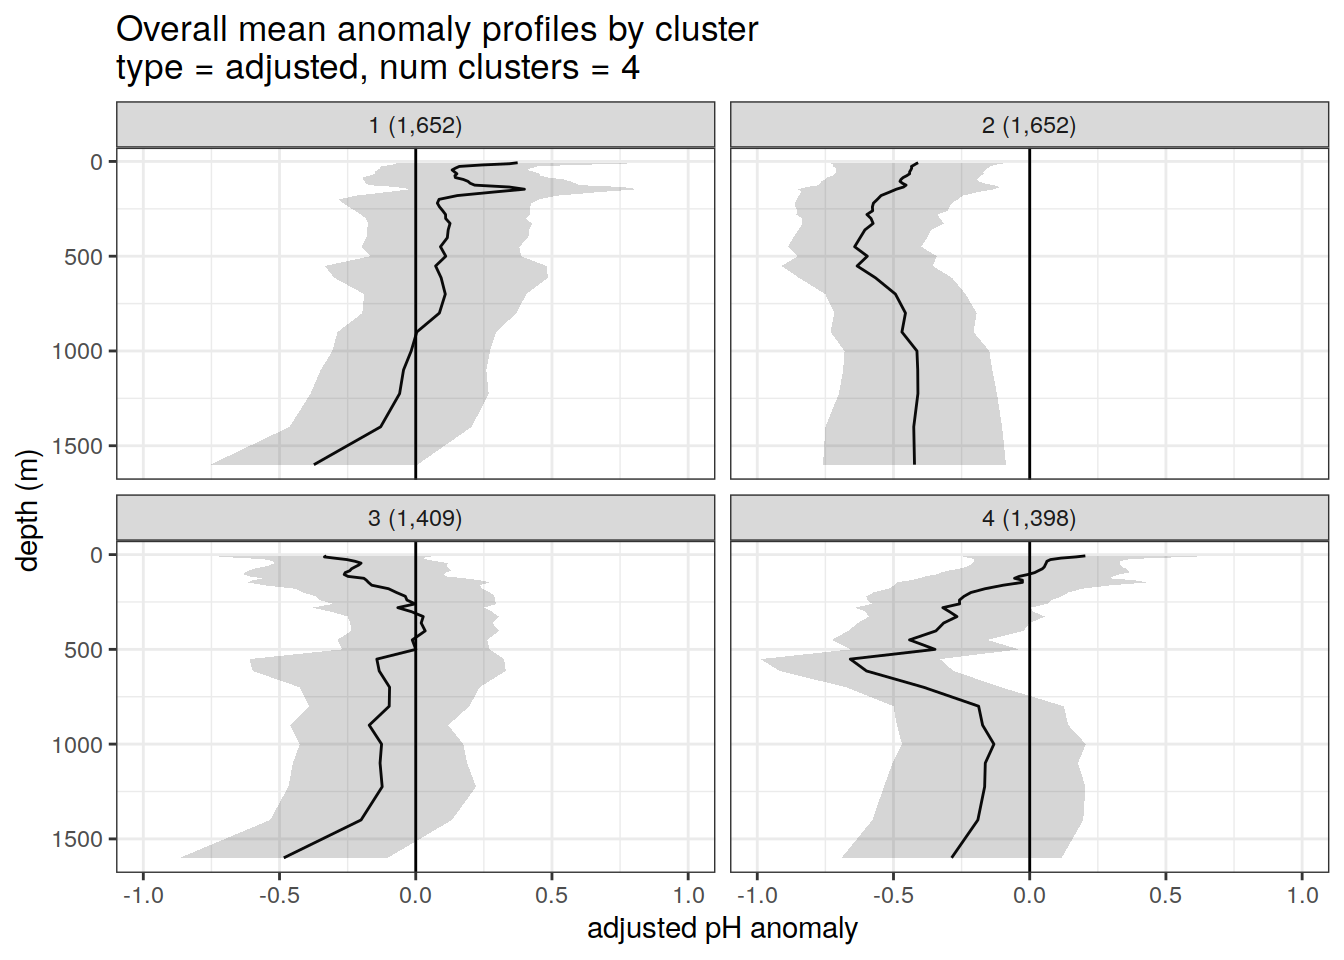 Overall mean anomaly profiles by cluster
type = adjusted, num clusters = 4
1 (1,652)
2 (1,652)
0
500
1000
1500
3 (1,409)
4 (1,398)
0
500
1000
1500
depth (m)
-1.0 -0.5 0.0 0.5 1.0 -1.0 -0.5 0.0 0.5 1.0
adjusted pH anomaly